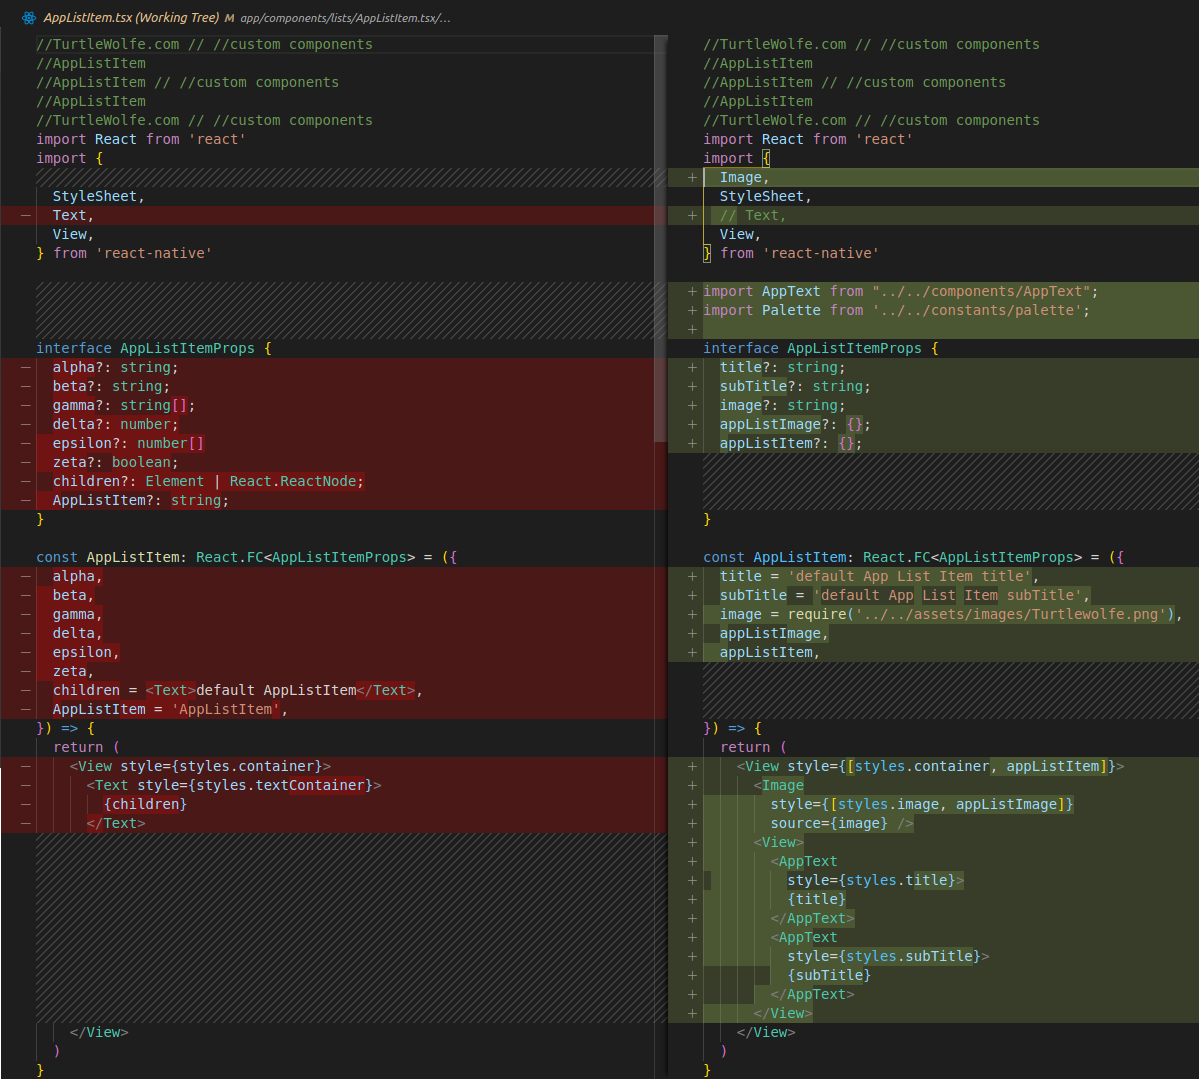 AppListItem.tsx (Working Tree) M app/components/lists/AppListItem.tsx/...
//TurtleWolfe.com // //custom components
//AppListItem
//AppListItem // //custom components
//AppListItem
//TurtleWolfe.com // //custom components
import React from 'react'
import {
  StyleSheet,
— Text,
  View,
} from 'react-native'
interface AppListItemProps {
— alpha?: string;
— beta?: string;
— gamma?: string[];
— delta?: number;
— epsilon?: number[]
— zeta?: boolean;
— children?: Element | React.ReactNode;
— AppListItem?: string;
}
const AppListItem: React.FC<AppListItemProps> = ({
— alpha,
— beta,
— gamma,
— delta,
— epsilon,
— zeta,
— children = <Text>default AppListItem</Text>,
— AppListItem = 'AppListItem',
}) => {
  return (
—   <View style={styles.container}>
—     <Text style={styles.textContainer}>
—       {children}
—     </Text>
    </View>
  )
}
//TurtleWolfe.com // //custom components
//AppListItem
//AppListItem // //custom components
//AppListItem
//TurtleWolfe.com // //custom components
import React from 'react'
import {
+ Image,
  StyleSheet,
+ // Text,
  View,
} from 'react-native'
+ import AppText from "../../components/AppText";
+ import Palette from '../../constants/palette';
+
interface AppListItemProps {
+ title?: string;
+ subTitle?: string;
+ image?: string;
+ appListImage?: {};
+ appListItem?: {};
}
const AppListItem: React.FC<AppListItemProps> = ({
+ title = 'default App List Item title',
+ subTitle = 'default App List Item subTitle',
+ image = require('../../assets/images/Turtlewolfe.png'),
+ appListImage,
+ appListItem,
}) => {
  return (
+   <View style={[styles.container, appListItem]}>
+     <Image
+       style={[styles.image, appListImage]}
+       source={image} />
+     <View>
+       <AppText
+         style={styles.title}>
+         {title}
+       </AppText>
+       <AppText
+         style={styles.subTitle}>
+         {subTitle}
+       </AppText>
+     </View>
    </View>
  )
}